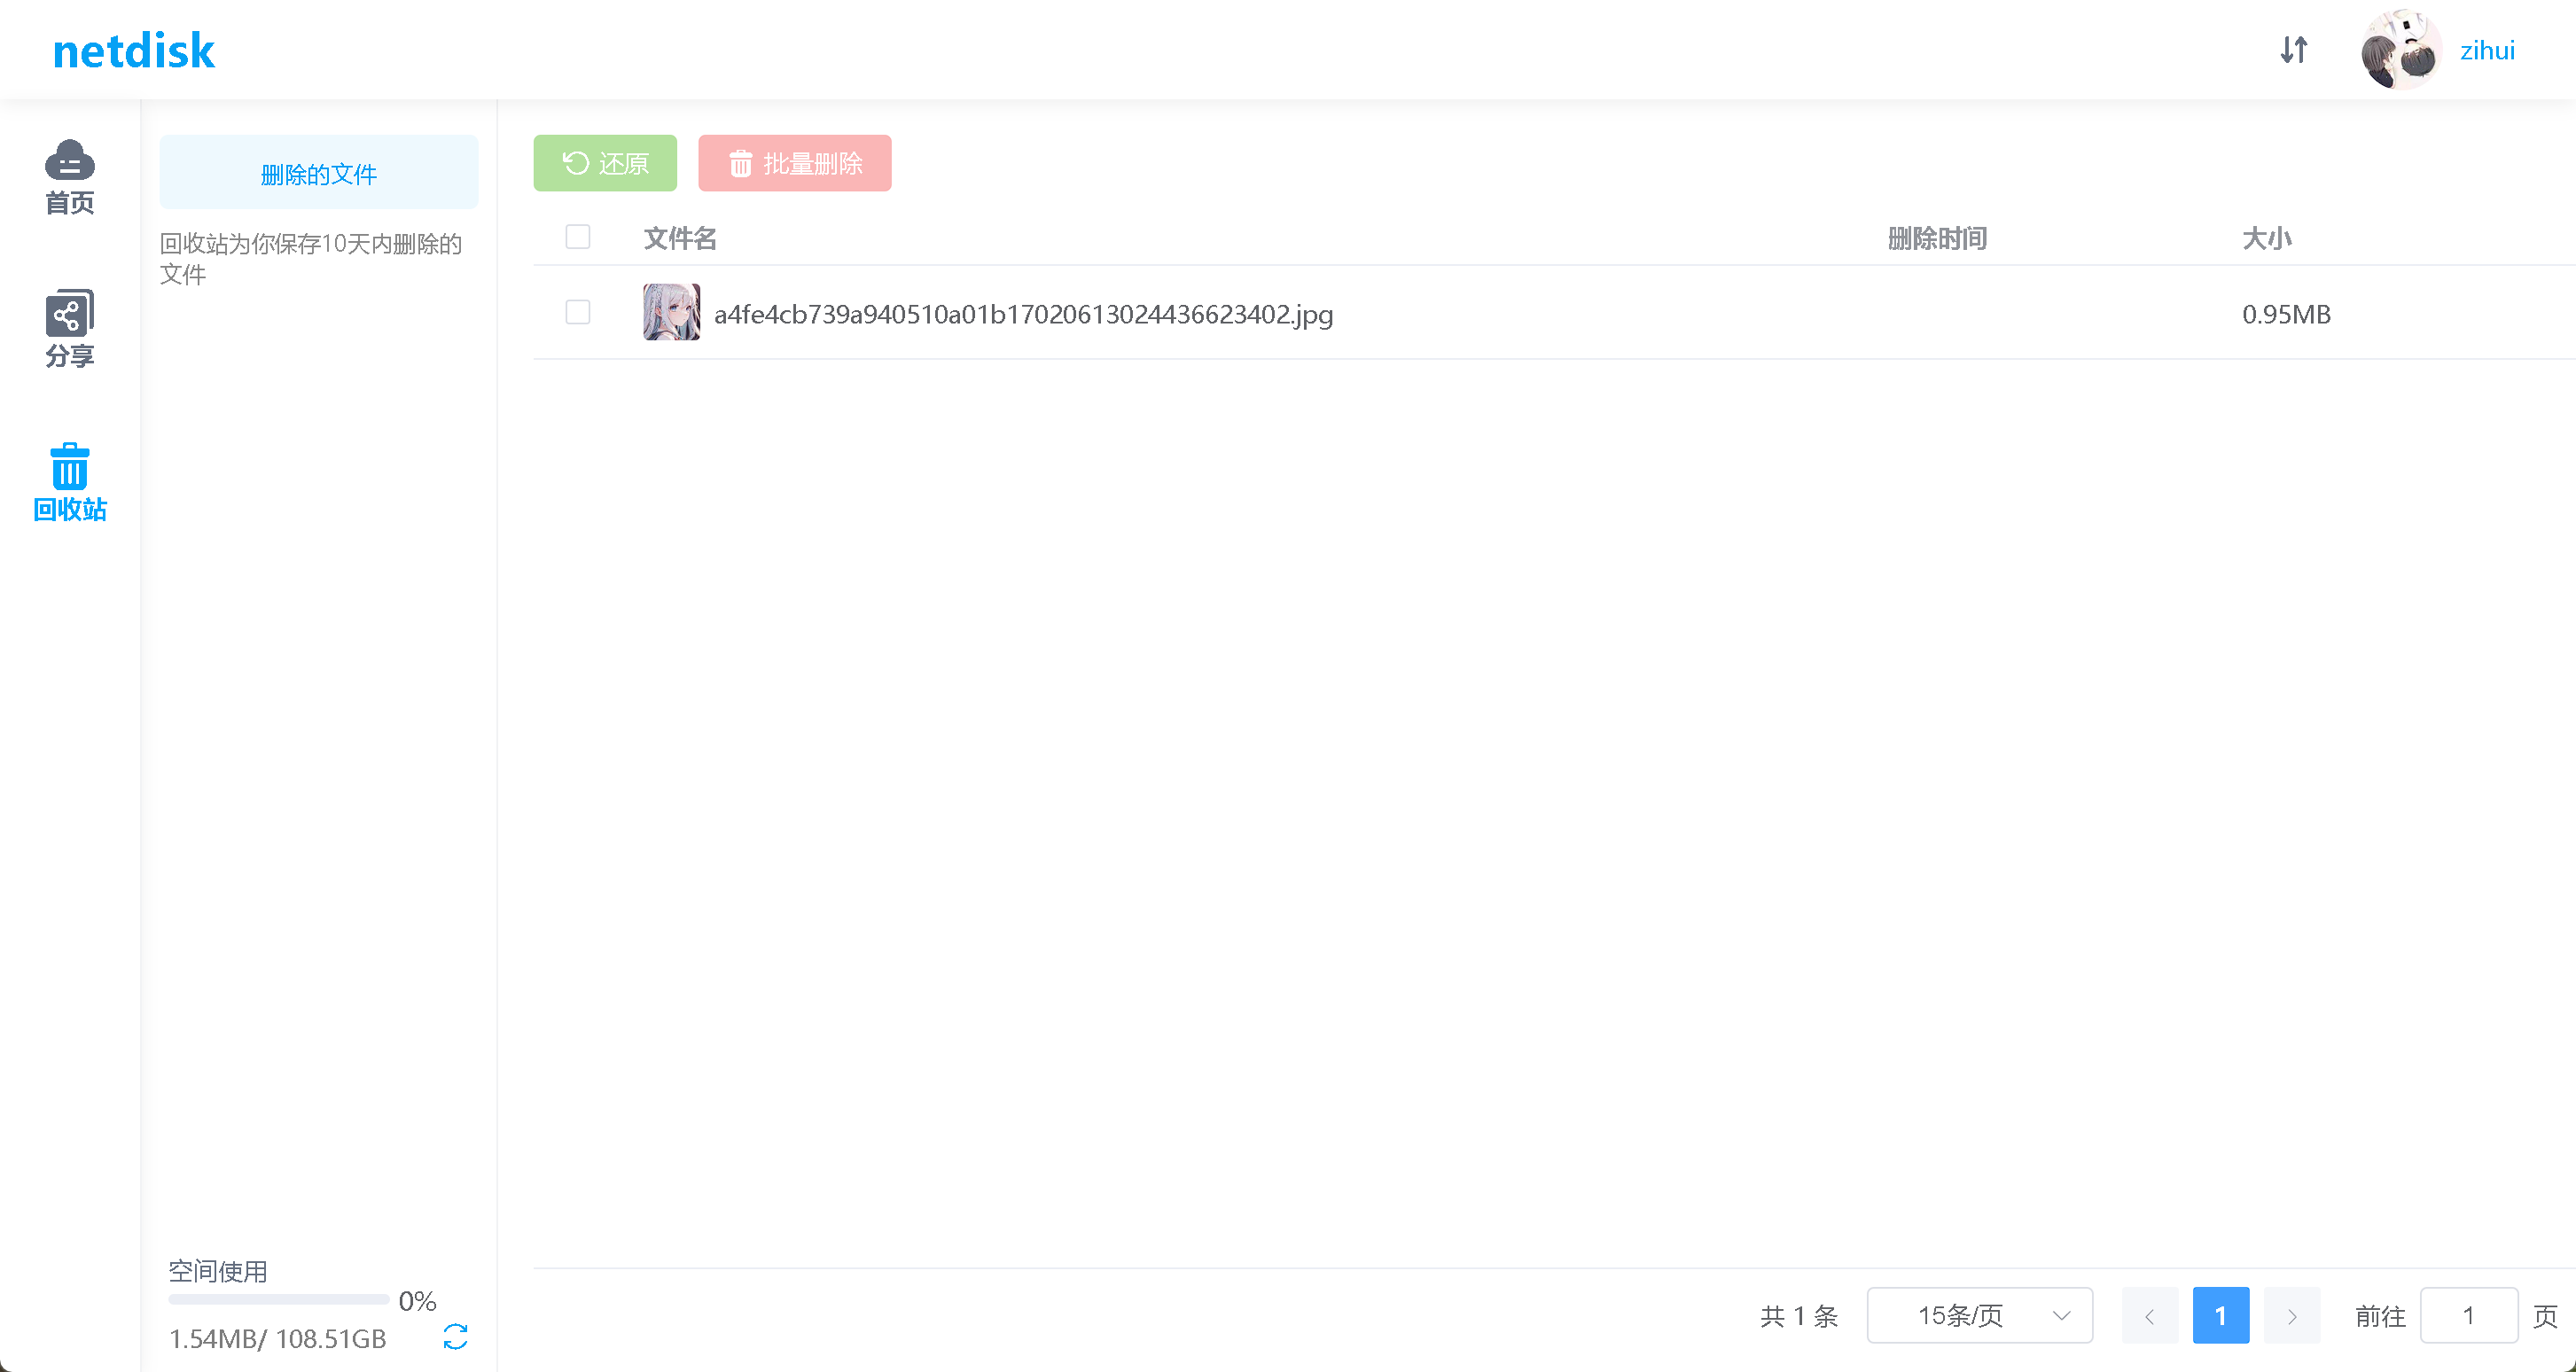 netdisk
zihui
首页
分享
回收站
删除的文件
回收站为你保存10天内删除的
文件
空间使用
0%
1.54MB/ 108.51GB
还原 批量删除
文件名 删除时间 大小
a4fe4cb739a940510a01b17020613024436623402.jpg 0.95MB
共 1 条 15条/页 1 前往 1 页